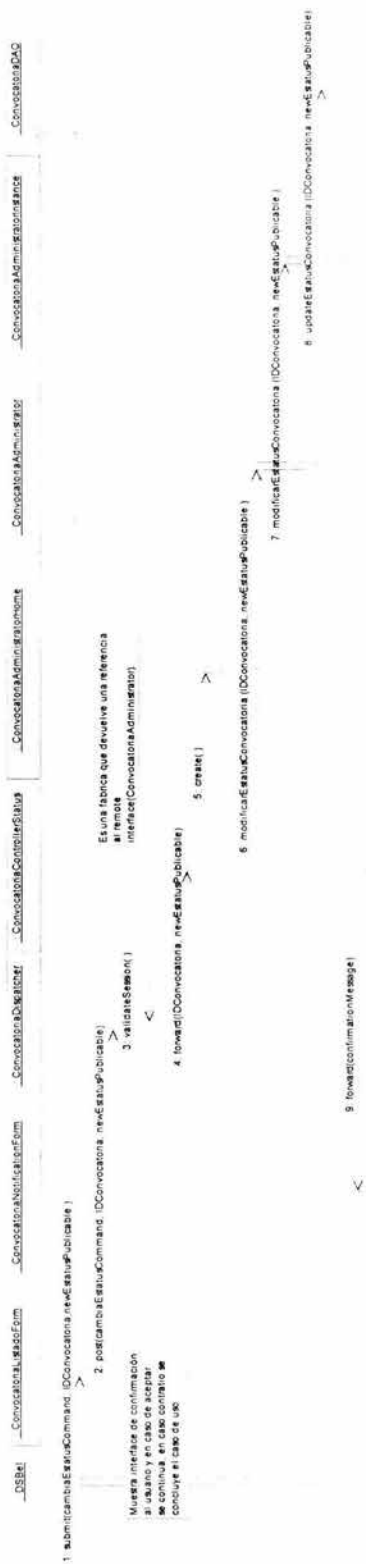 DSBel
ConvocatoriaListadoForm
ConvocatoriaNotificationForm
ConvocatoriaDispatcher
ConvocatoriaControllerStatus
ConvocatoriaAdministratorHome
ConvocatoriaAdministrator
ConvocatoriaAdministratorInstance
ConvocatoriaDAO
1: submit(cambiaEstatusCommand, IDConvocatoria,newEstatusPublicable )
2: post(cambiaEstatusCommand, IDConvocatoria, newEstatusPublicable)
Muestra interface de confirmación
al usuario y en caso de aceptar
se continua, en caso contratio se
concluye el caso de uso
3: validateSession( )
Es una fabrica que devuelve una referencia
al remote
interface(ConvocatoriaAdministrator)
4: forward(IDConvocatoria, newEstatusPublicable)
5: create( )
6: modificarEstatusConvocatoria (IDConvocatoria, newEstatusPublicable )
7: modificarEstatusConvocatoria (IDConvocatoria, newEstatusPublicable )
8: updateEstatusConvocatoria (IDConvocatoria, newEstatusPublicable)
9: forward(confirmationMessage)